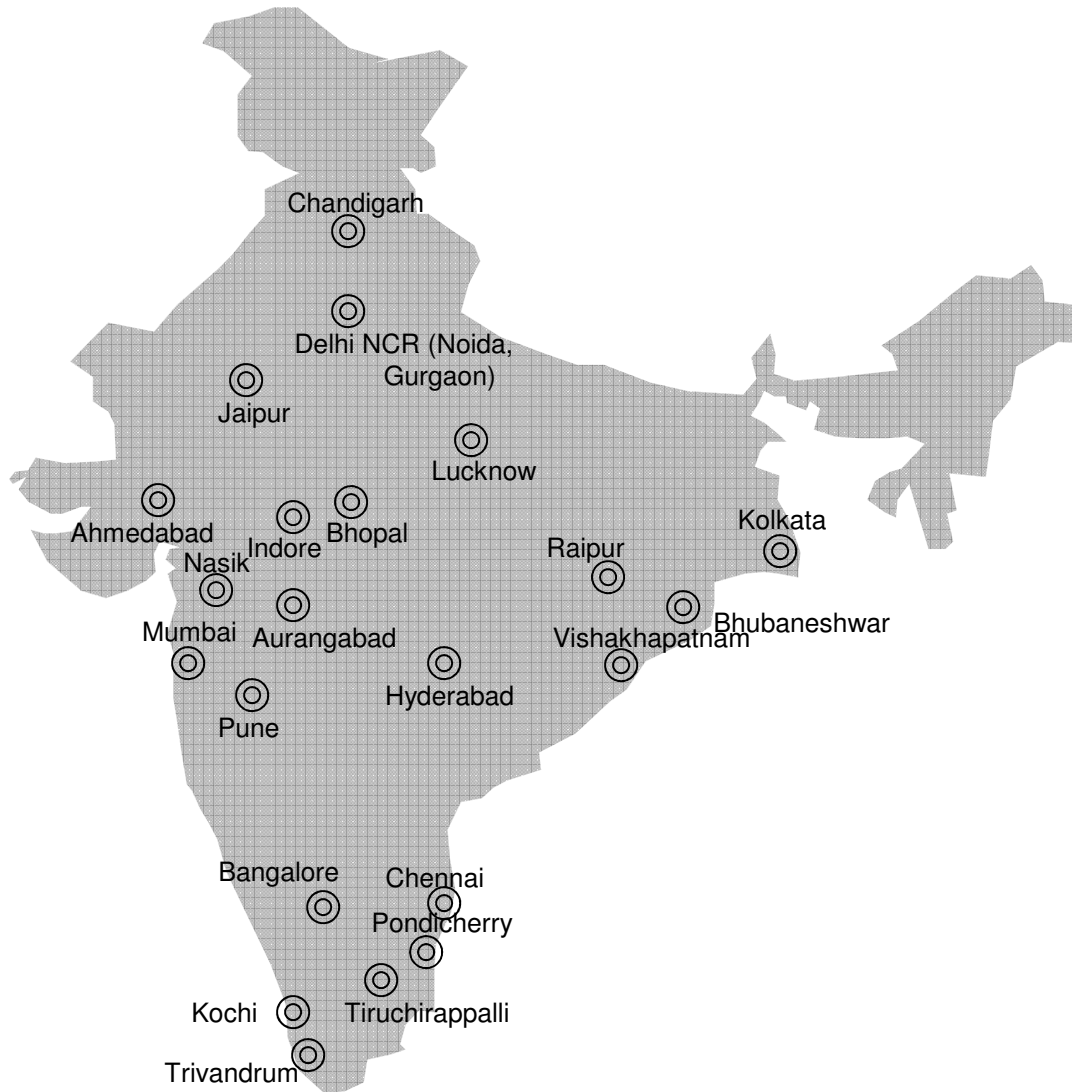 Chandigarh
Delhi NCR (Noida,
Gurgaon)
Jaipur
Lucknow
Ahmedabad
Indore
Bhopal
Kolkata
Nasik
Raipur
Mumbai
Aurangabad
Bhubaneshwar
Vishakhapatnam
Hyderabad
Pune
Bangalore
Chennai
Pondicherry
Kochi
Tiruchirappalli
Trivandrum